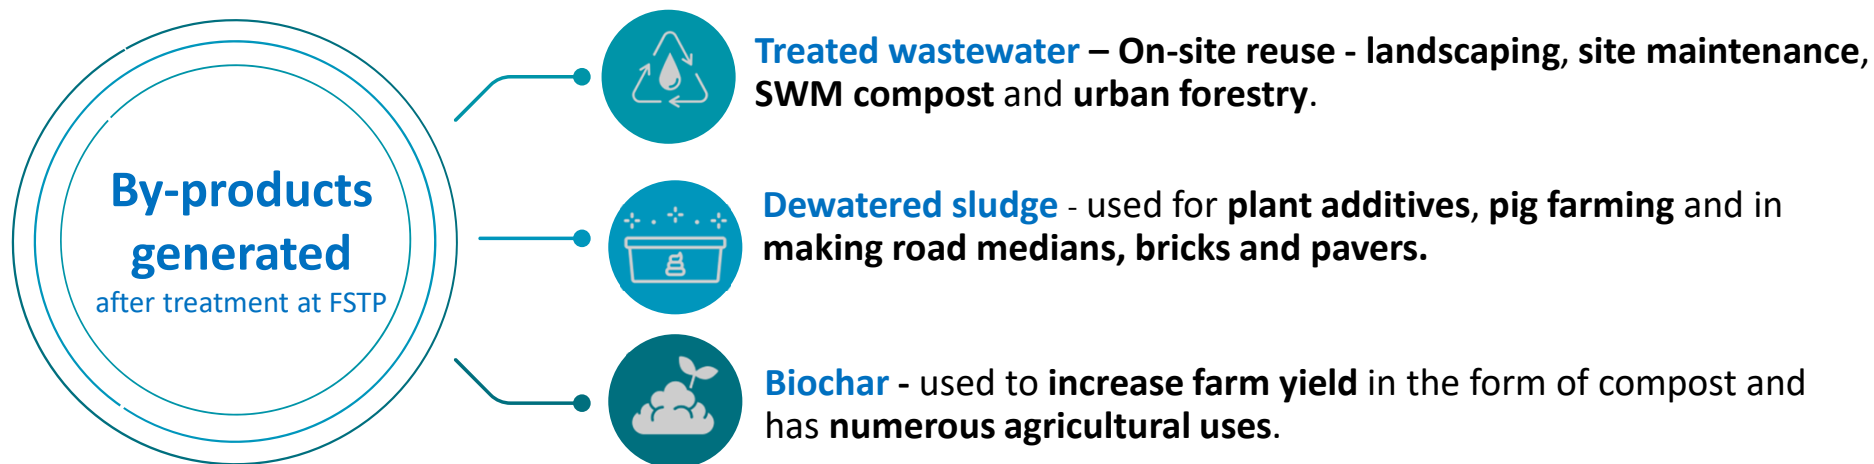 By-products
generated
after treatment at FSTP
Treated wastewater – On-site reuse - landscaping, site maintenance,
SWM compost and urban forestry.
Dewatered sludge - used for plant additives, pig farming and in
making road medians, bricks and pavers.
Biochar - used to increase farm yield in the form of compost and
has numerous agricultural uses.